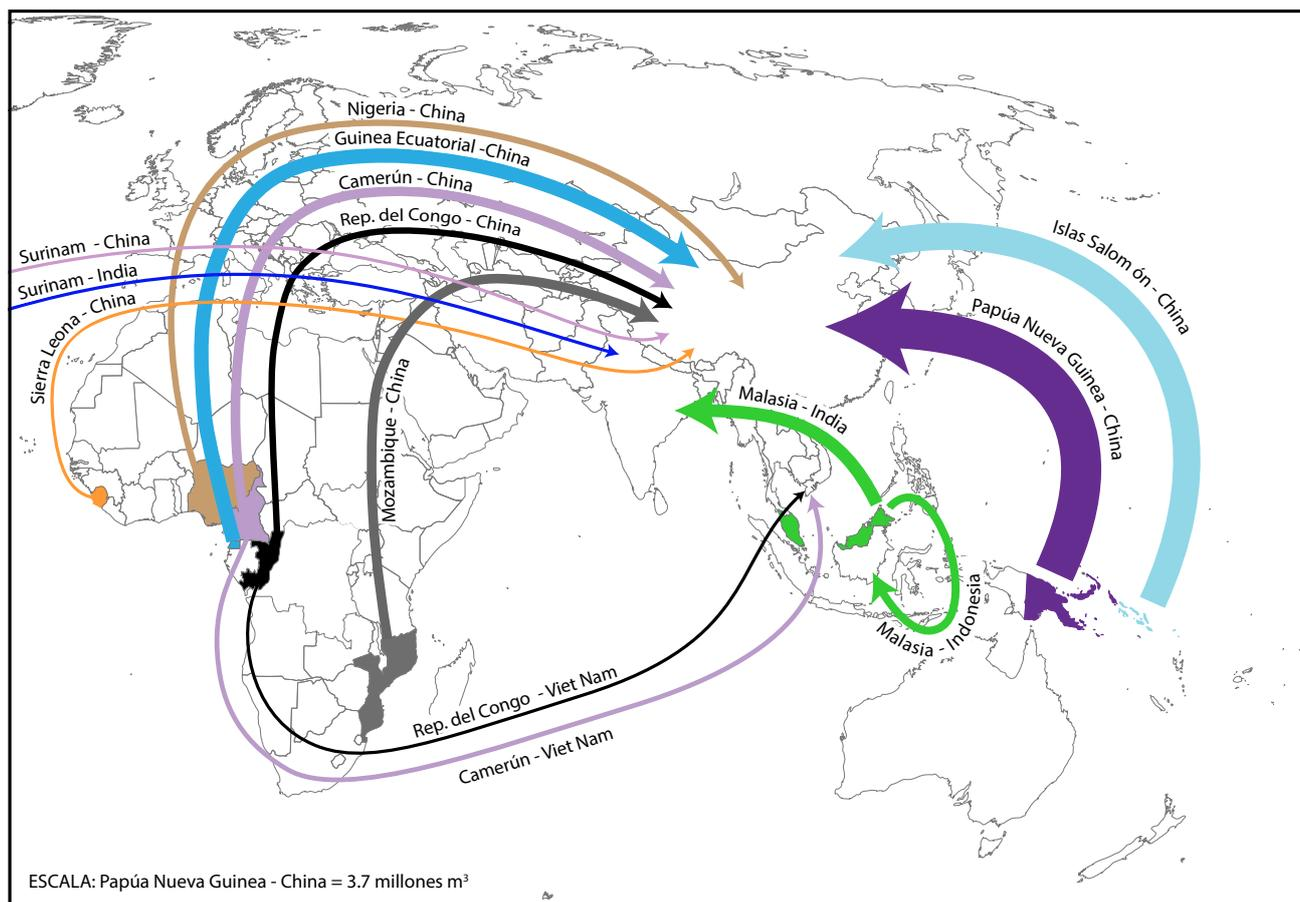 Nigeria - China
Guinea Ecuatorial -China
Camerún - China
Rep. del Congo - China
Surinam - China
Surinam - India
Sierra Leona - China
Mozambique - China
Islas Salom ón - China
Papúa Nueva Guinea - China
Malasia - India
Malasia - Indonesia
Rep. del Congo - Viet Nam
Camerún - Viet Nam
ESCALA: Papúa Nueva Guinea - China = 3.7 millones m³